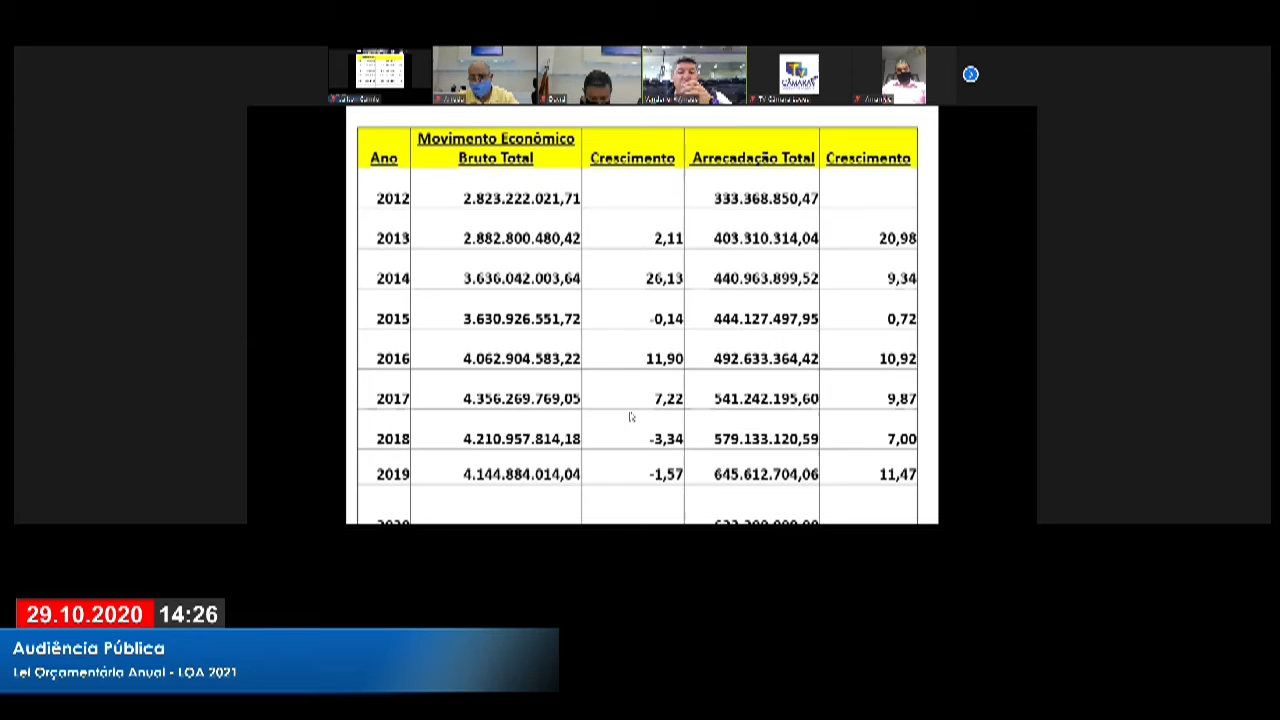 TV
CÂMARA
TV Câmara
Movimento Econômico
Ano Bruto Total Crescimento Arrecadação Total Crescimento
2012 2.823.222.021,71 333.368.850,47
2013 2.882.800.480,42 2,11 403.310.314,04 20,98
2014 3.636.042.003,64 26,13 440.963.899,52 9,34
2015 3.630.926.551,72 -0,14 444.127.497,95 0,72
2016 4.062.904.583,22 11,90 492.633.364,42 10,92
2017 4.356.269.769,05 7,22 541.242.195,60 9,87
2018 4.210.957.814,18 -3,34 579.133.120,59 7,00
2019 4.144.884.014,04 -1,57 645.612.704,06 11,47
29.10.2020 14:26
Audiência Pública
Lei Orçamentária Anual - LOA 2021